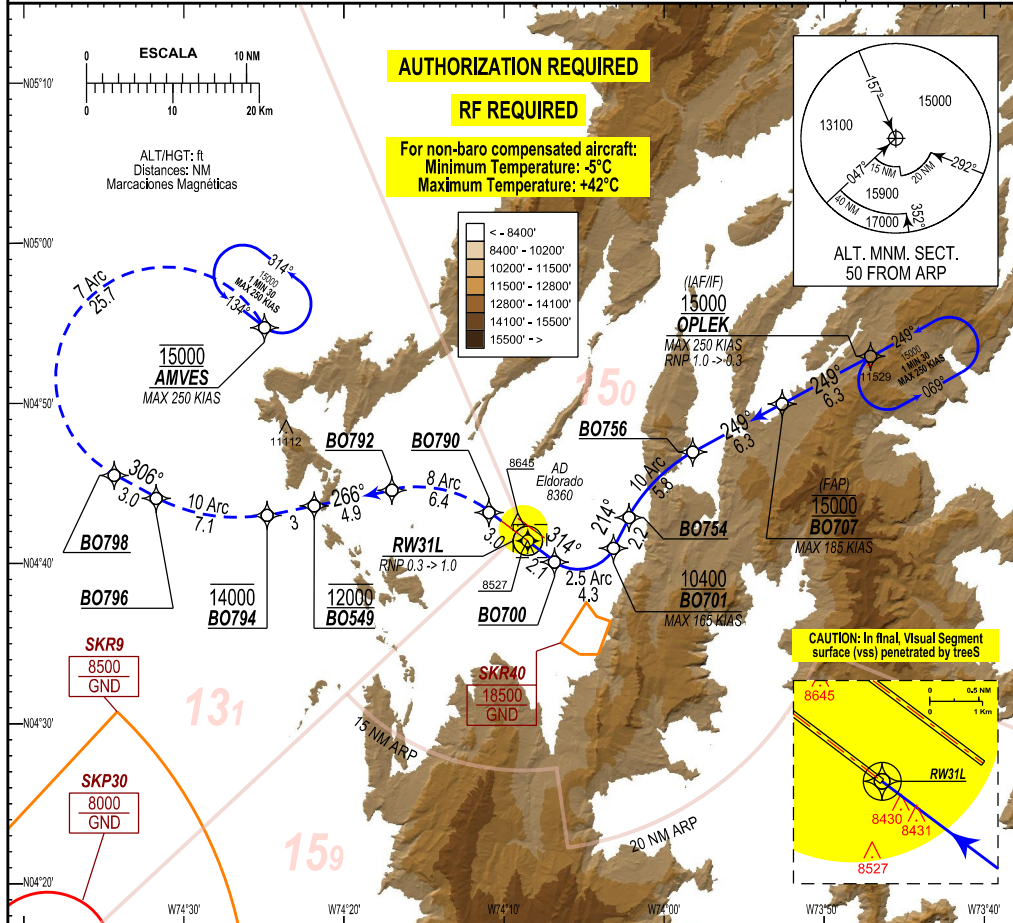 ESCALA
0 10 NM
0 10 20 Km
ALT/HGT: ft
Distances: NM
Marcaciones Magnéticas
AUTHORIZATION REQUIRED
RF REQUIRED
For non-baro compensated aircraft:
Minimum Temperature: -5°C
Maximum Temperature: +42°C
< - 8400'
8400' - 10200'
10200' - 11500'
11500' - 12800'
12800' - 14100'
14100' - 15500'
15500' - >
157°
15000
13100
047°
15 NM
20 NM
292°
15900
40 NM
17000
352°
ALT. MNM. SECT.
50 FROM ARP
N05°10'
N05°00'
N04°50'
N04°40'
N04°30'
N04°20'
7 Arc
25.7
314°
15000
1 MIN 30
MAX 250 KIAS
134°
15000
AMVES
MAX 250 KIAS
(IAF/IF)
15000
OPLEK
MAX 250 KIAS
RNP 1.0 -> 0.3
249°
15000
1 MIN 30
MAX 250 KIAS
069°
11529
249°
6.3
249°
6.3
150
11112
BO792
BO790
BO756
8645
AD
Eldorado
8360
10 Arc
5.8
(FAP)
15000
BO707
MAX 185 KIAS
306°
3.0
10 Arc
7.1
3
266°
4.9
8 Arc
6.4
3.0
RW31L
RNP 0.3 -> 1.0
314°
2.1
214°
2.2
BO754
BO798
BO796
14000
BO794
12000
BO549
8527
BO700
2.5 Arc
4.3
10400
BO701
MAX 165 KIAS
SKR9
8500
GND
SKR40
18500
GND
131
15 NM ARP
SKP30
8000
GND
159
20 NM ARP
CAUTION: In final, Visual Segment
surface (vss) penetrated by treeS
8645
0 0.5 NM
0 1 Km
RW31L
8430
8431
8527
W74°30'
W74°20'
W74°10'
W74°00'
W73°50'
W73°40'